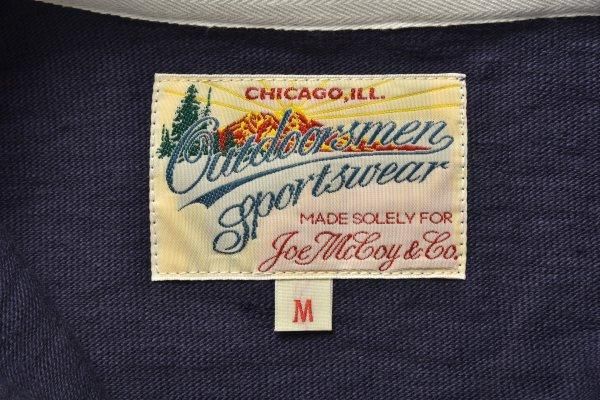 CHICAGO, ILL.
Outdoorsmen
Sportswear
MADE SOLELY FOR
Joe McCoy & Co.
M